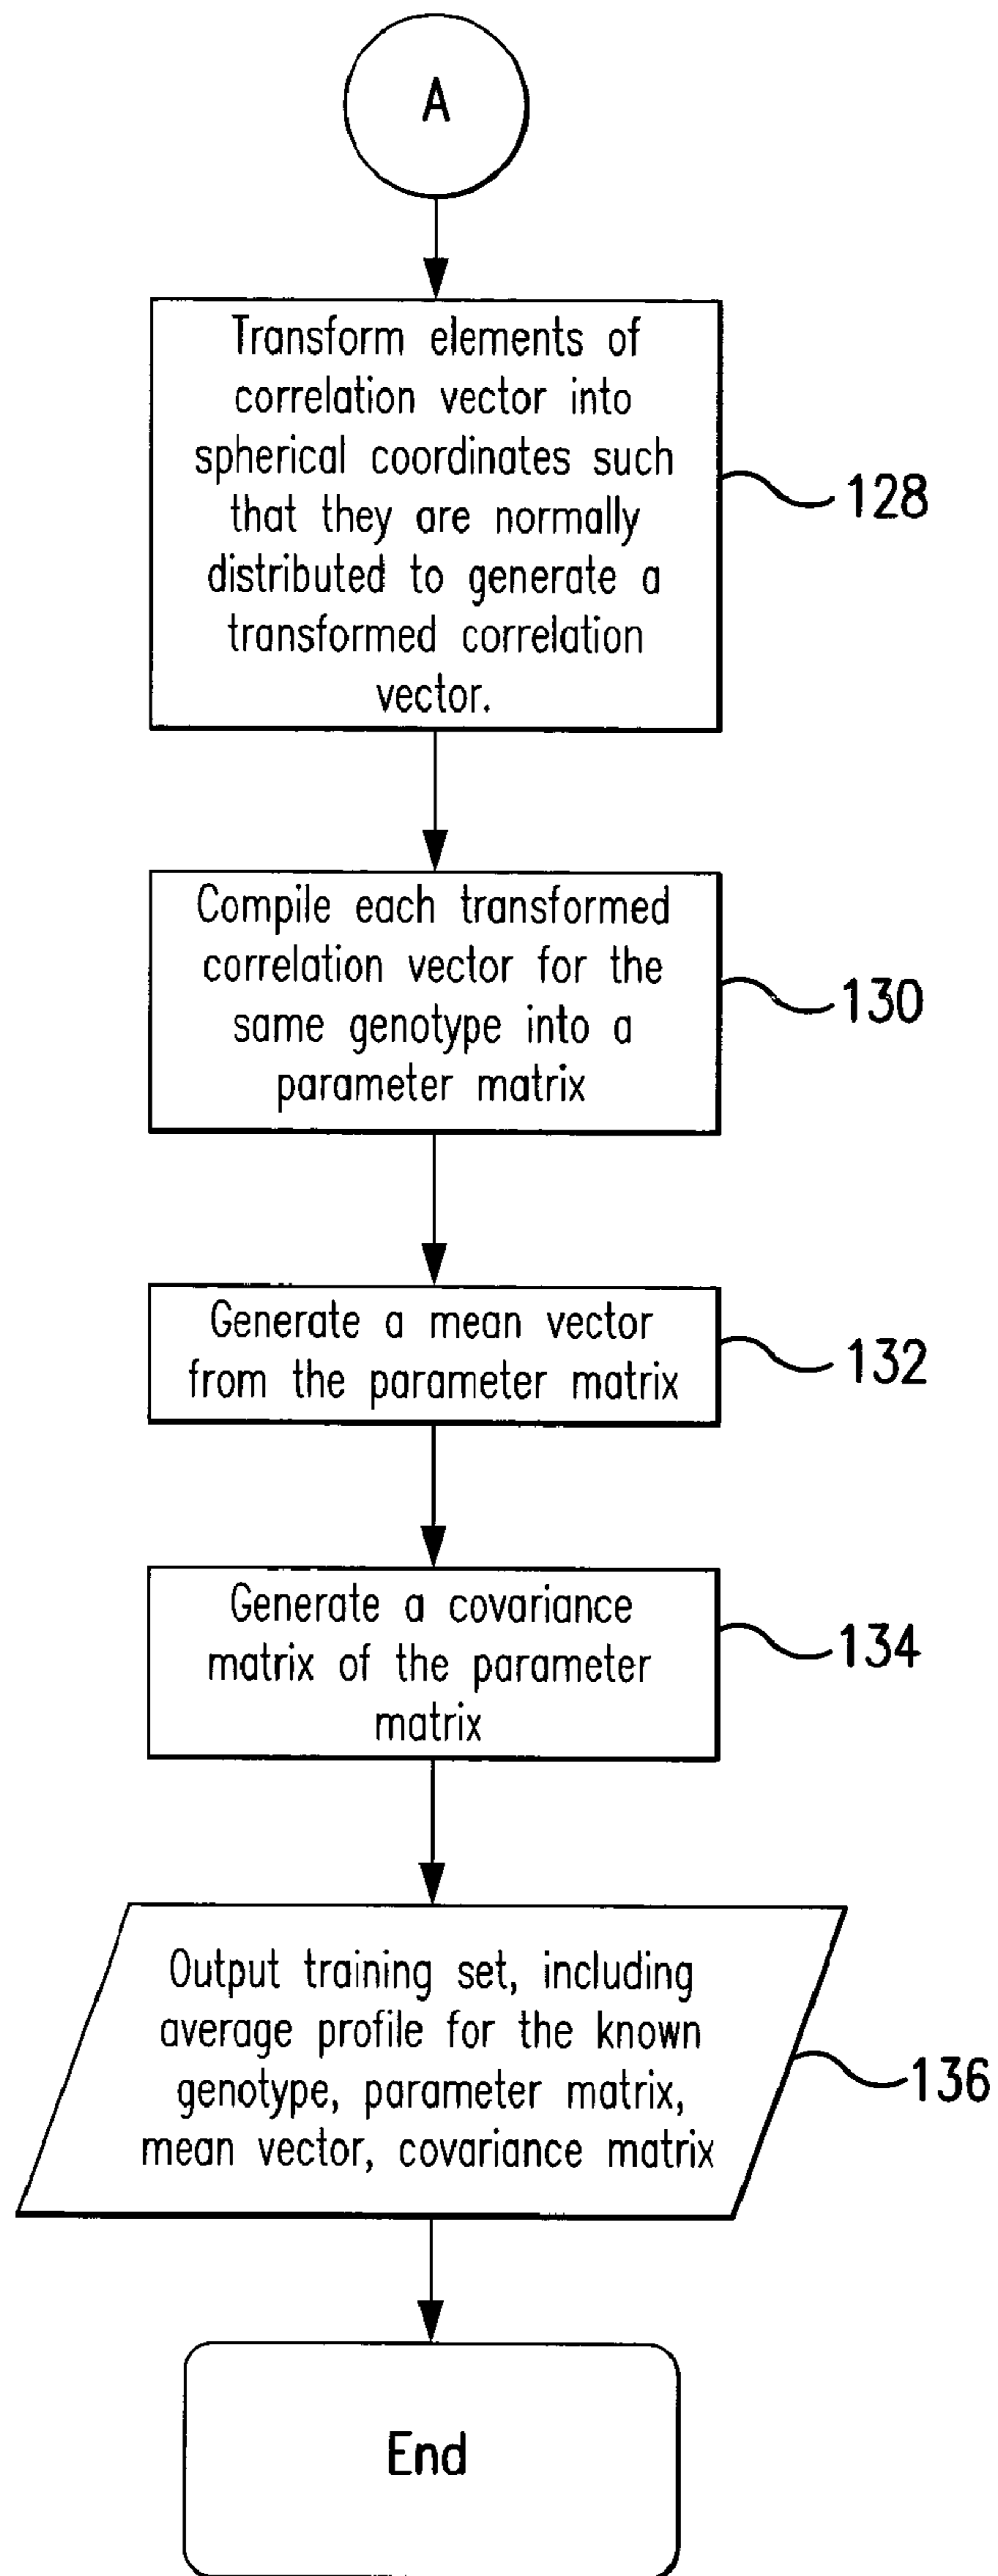 A
Transform elements of
correlation vector into
spherical coordinates such
that they are normally
distributed to generate a
transformed correlation
vector.
128
Compile each transformed
correlation vector for the
same genotype into a
parameter matrix
130
Generate a mean vector
from the parameter matrix
132
Generate a covariance
matrix of the parameter
matrix
134
Output training set, including
average profile for the known
genotype, parameter matrix,
mean vector, covariance matrix
136
End